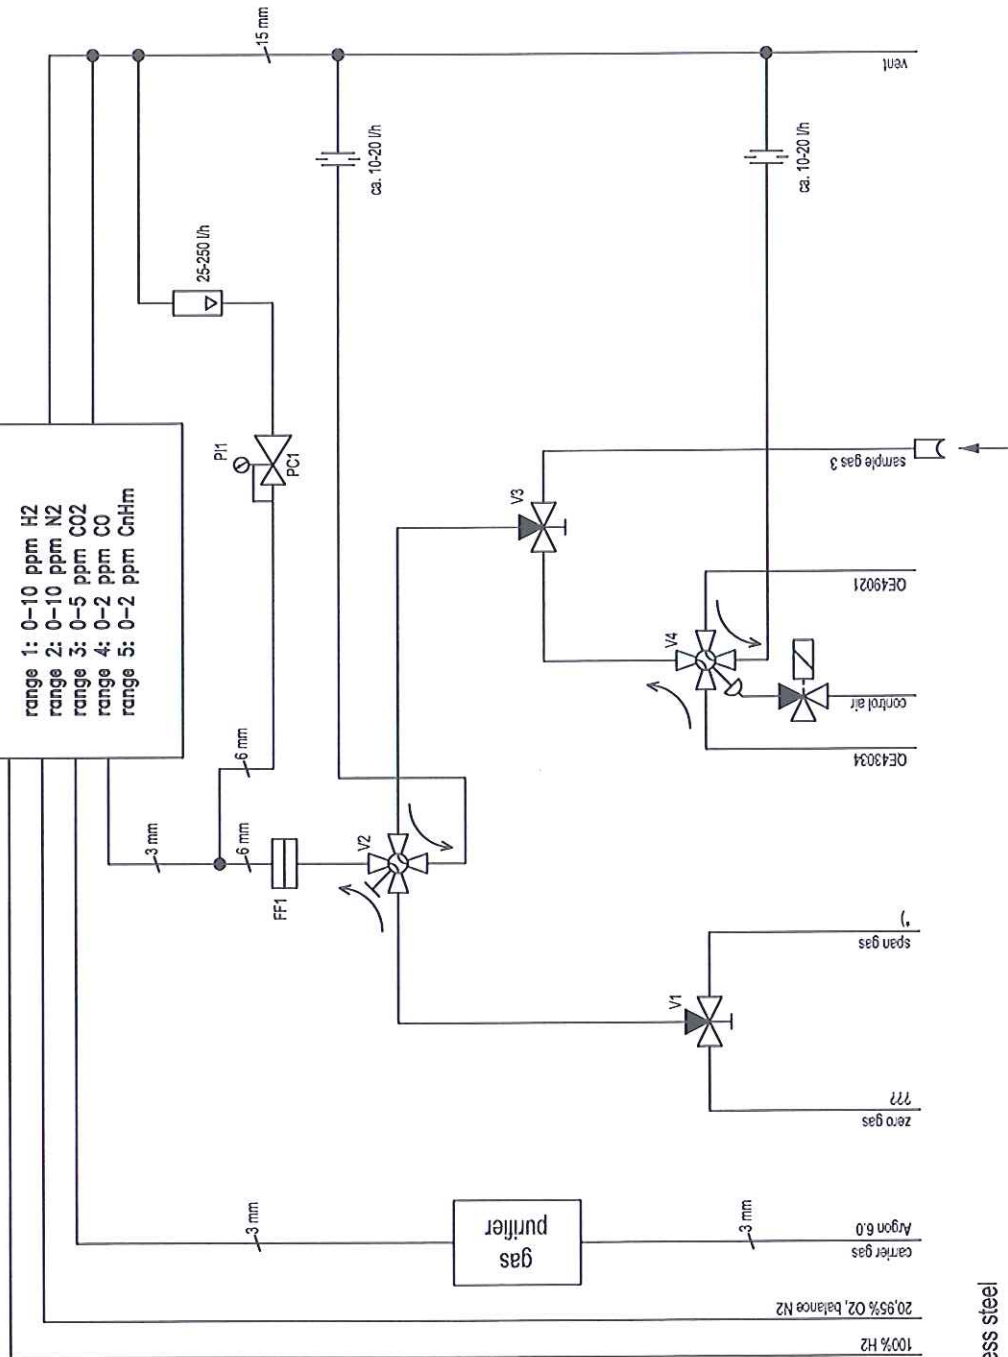 range 1: 0-10 ppm H2
range 2: 0-10 ppm N2
range 3: 0-5 ppm CO2
range 4: 0-2 ppm CO
range 5: 0-2 ppm CnHm
15 mm
vent
ca. 10-20 l/h
ca. 10-20 l/h
25-250 l/h
PI1
PC1
6 mm
3 mm
6 mm
FF1
V2
V3
sample gas 3
V4
QE49021
control air
QE43034
V1
span gas
*)
zero gas
???
3 mm
gas
purifier
3 mm
carrier gas
Argon 6.0
20,95% O2, balance N2
100% H2
ess steel